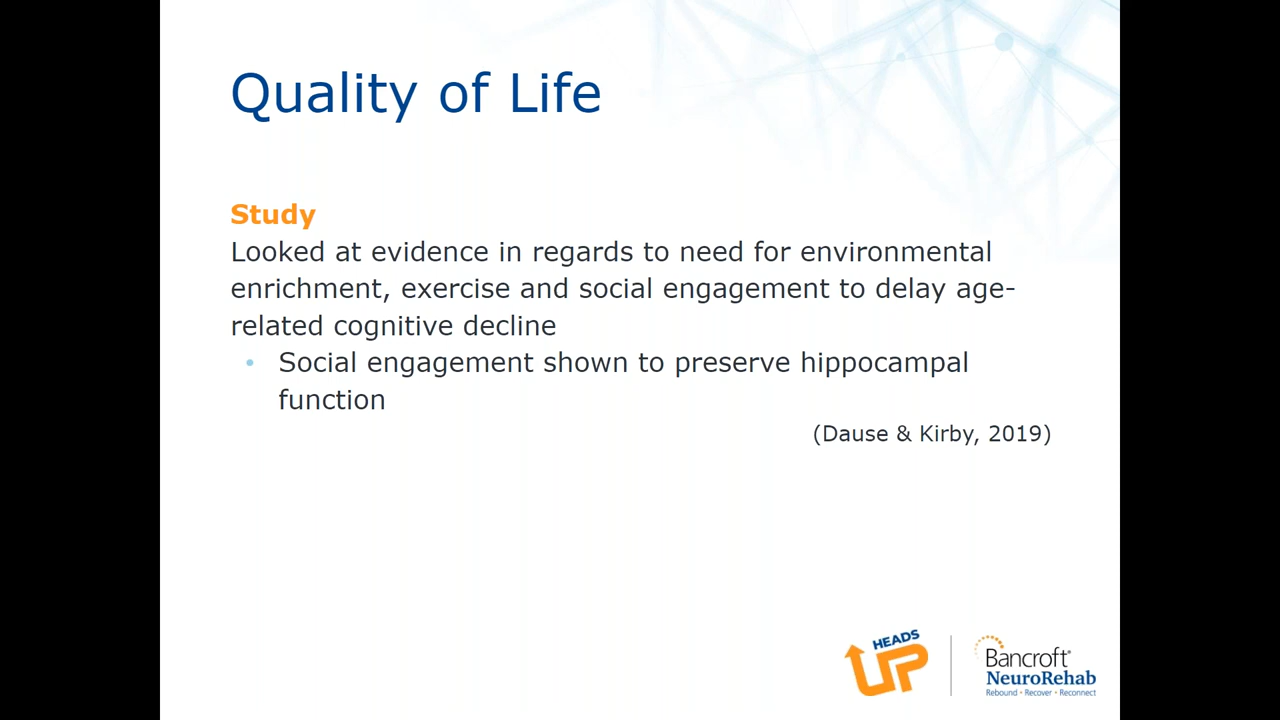 Quality of Life
Study
Looked at evidence in regards to need for environmental
enrichment, exercise and social engagement to delay age-
related cognitive decline
• Social engagement shown to preserve hippocampal
function
(Dause & Kirby, 2019)
HEADS
UP
Bancroft®
NeuroRehab
Rebound • Recover • Reconnect